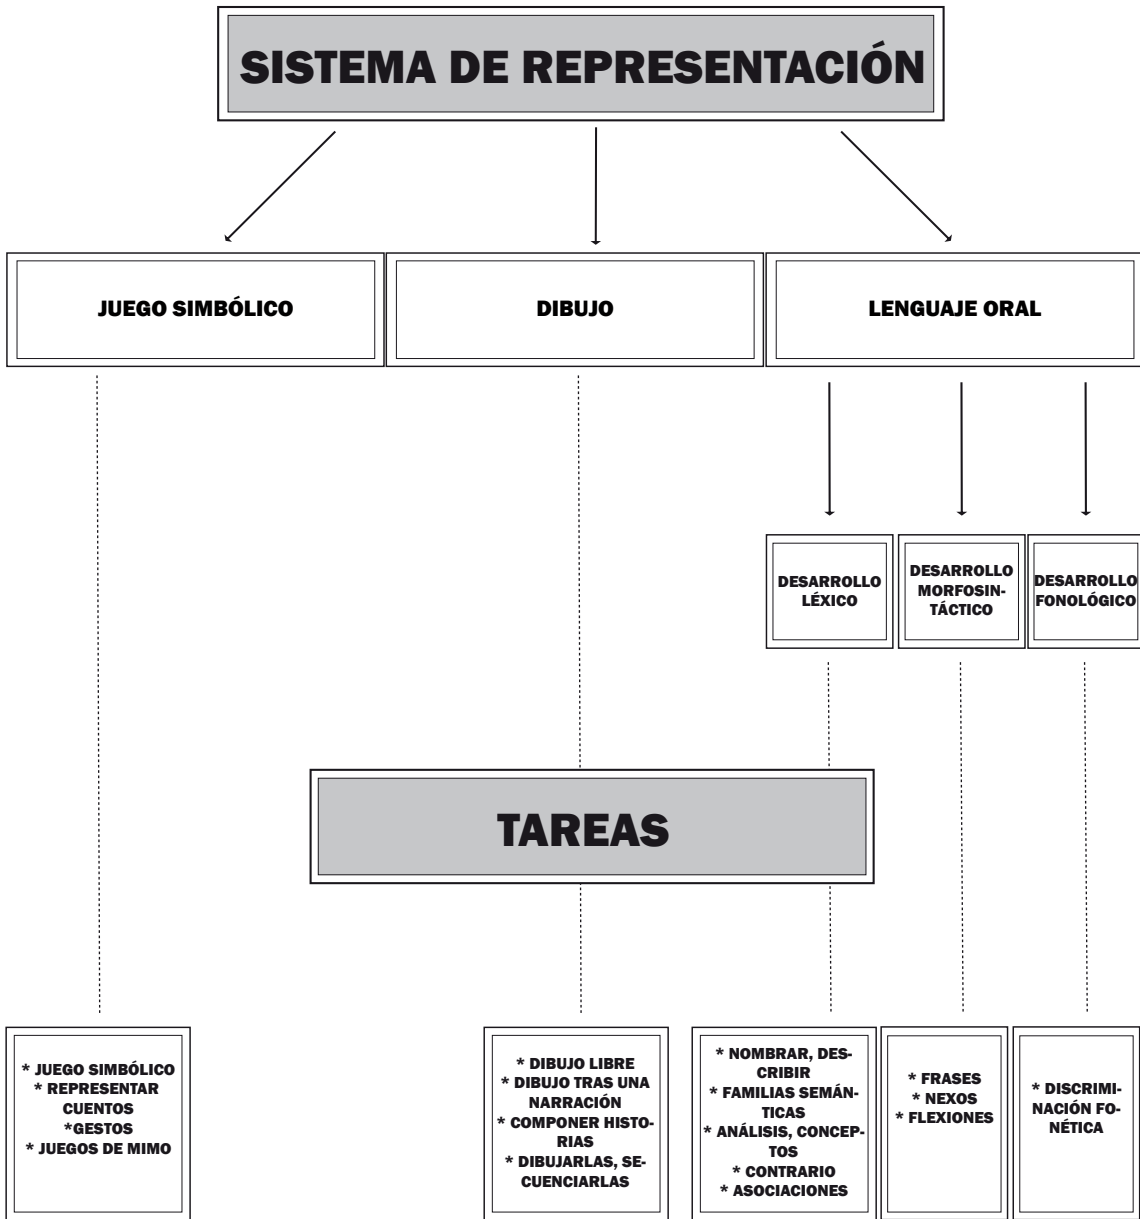 SISTEMA DE REPRESENTACIÓN
JUEGO SIMBÓLICO
DIBUJO
LENGUAJE ORAL
DESARROLLO
LÉXICO
DESARROLLO
MORFOSIN-
TÁCTICO
DESARROLLO
FONOLÓGICO
TAREAS
* JUEGO SIMBÓLICO
* REPRESENTAR
CUENTOS
*GESTOS
* JUEGOS DE MIMO
* DIBUJO LIBRE
* DIBUJO TRAS UNA
NARRACIÓN
* COMPONER HISTO-
RIAS
* DIBUJARLAS, SE-
CUENCIARLAS
* NOMBRAR, DES-
CRIBIR
* FAMILIAS SEMÁN-
TICAS
* ANÁLISIS, CONCEP-
TOS
* CONTRARIO
* ASOCIACIONES
* FRASES
* NEXOS
* FLEXIONES
* DISCRIMI-
NACIÓN FO-
NÉTICA